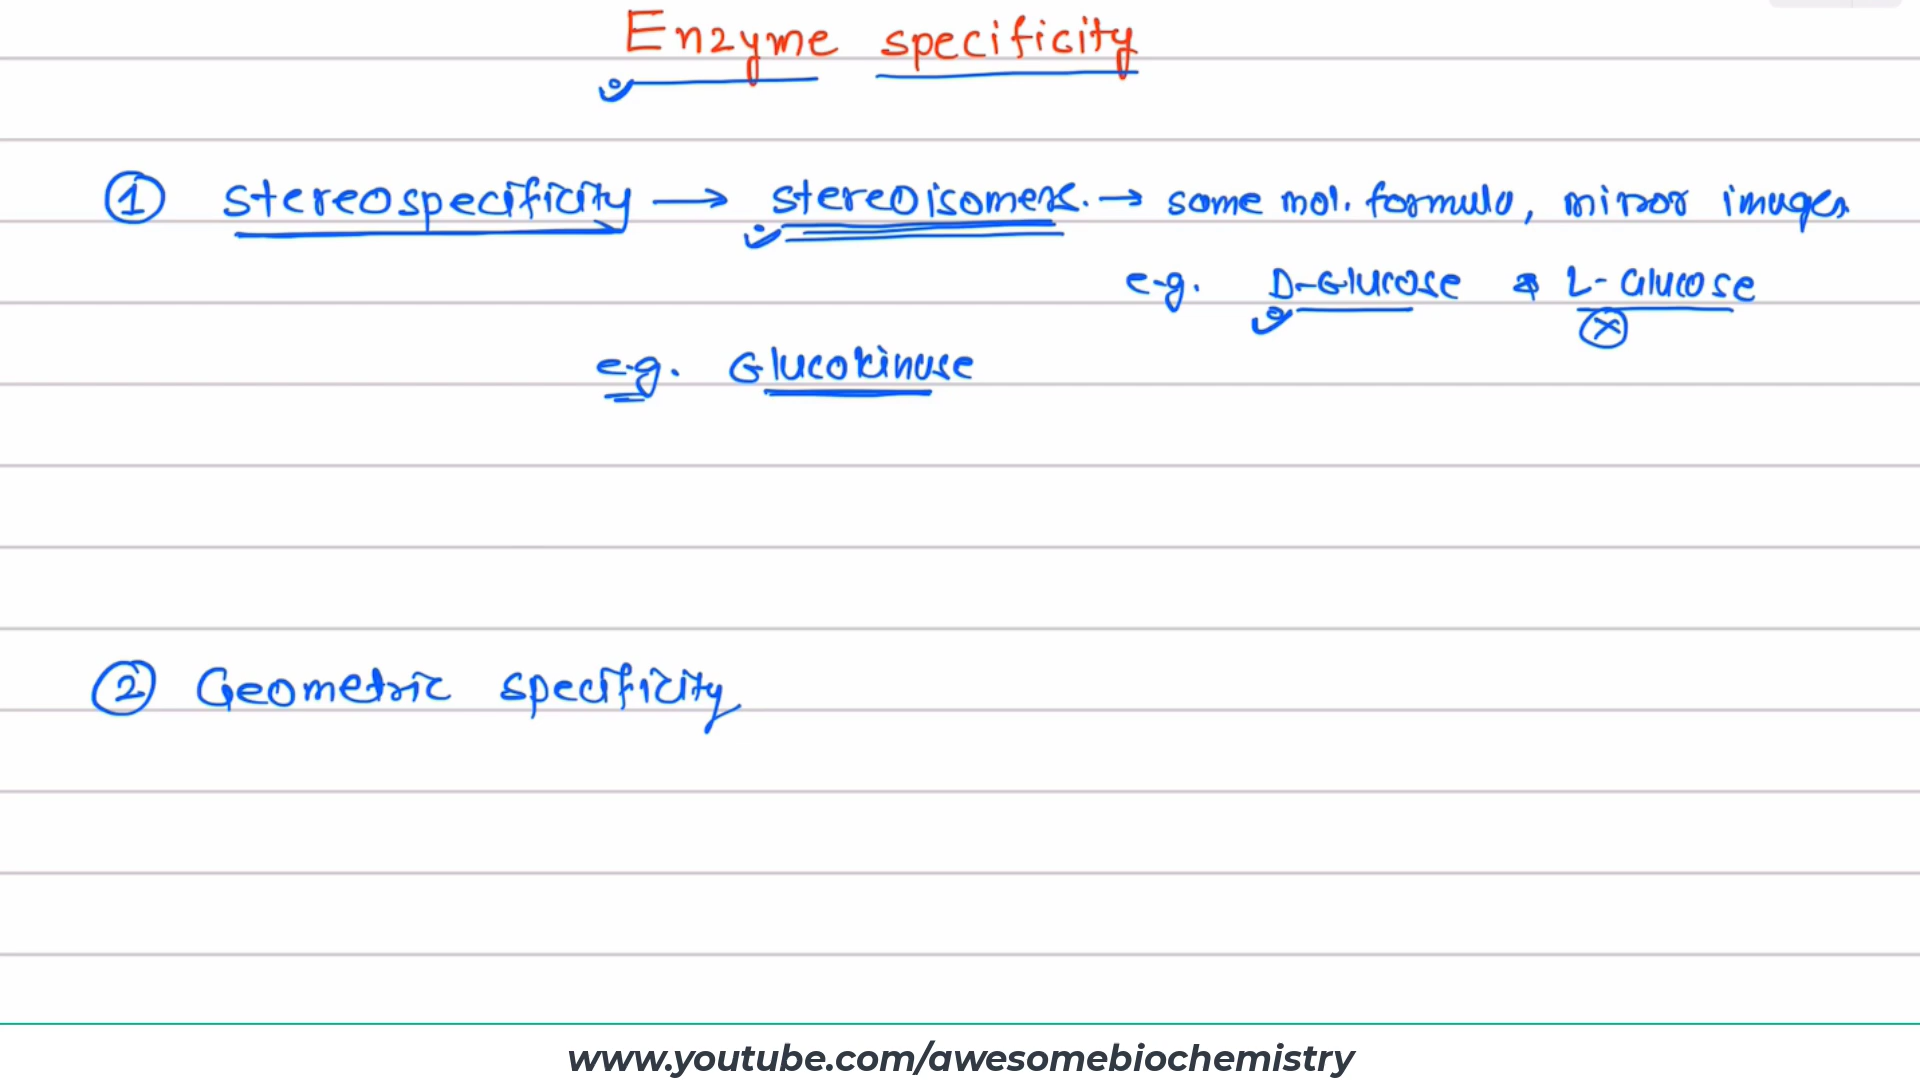 Enzyme specificity
① stereospecificity → stereoisomers. → same mol. formula, mirror images
e.g. D-Glucose & L-Glucose
e.g. Glucokinase
② Geometric specificity
www.youtube.com/awesomebiochemistry